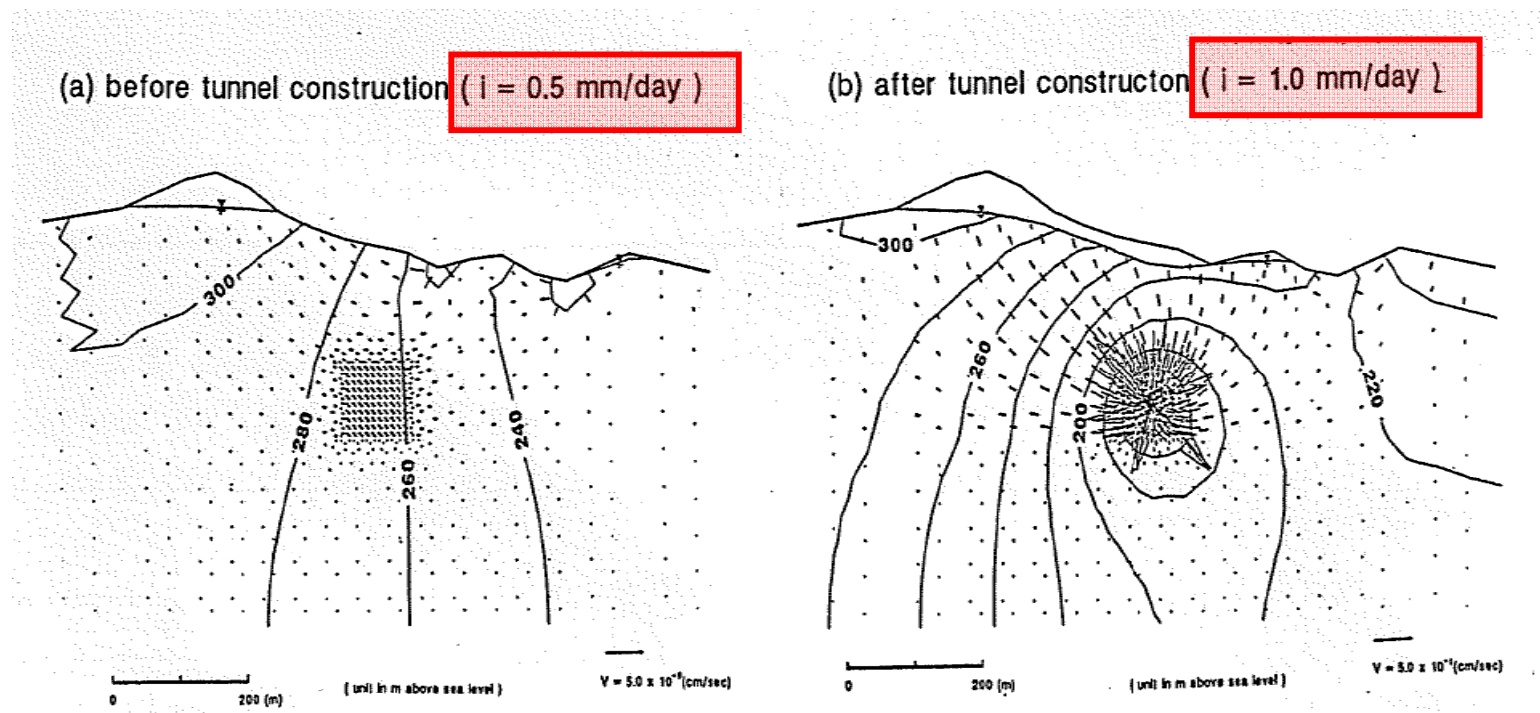 (a) before tunnel construction ( i = 0.5 mm/day )
300
280
260
240
0
200 (m)
( unit in m above sea level )
(b) after tunnel constructon ( i = 1.0 mm/day )
300
260
200
220
0
200 (m)
( unit in m above sea level )